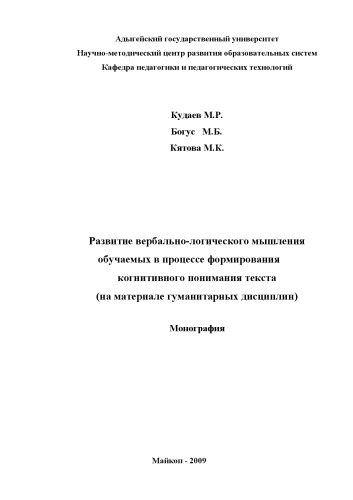 Адыгейский государственный университет
Научно-методический центр развития образовательных систем
Кафедра педагогики и педагогических технологий
Кудаев М.Р.
Богус М.Б.
Кятова М.К.
Развитие вербально-логического мышления
обучаемых в процессе формирования
когнитивного понимания текста
(на материале гуманитарных дисциплин)
Монография
Майкоп - 2009